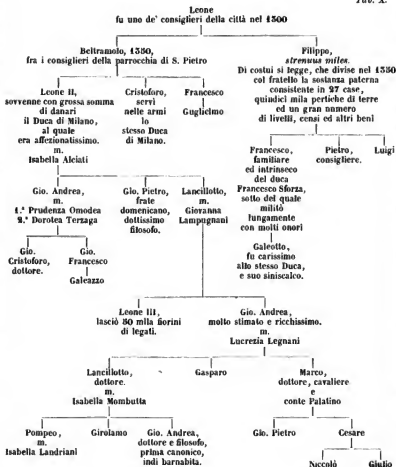 Tav. X.
Leone
fu uno de' consiglieri della città nel 1300
Beltramolo, 1350,
fra i consiglieri della parrocchia di S. Pietro
Filippo,
strenuus miles.
Di costui si legge, che divise nel 1350
col fratello la sostanza paterna
consistente in 27 case,
quindici mila pertiche di terre
ed un gran numero
di livelli, censi ed altri beni
Leone II,
sovvenne con grossa somma
di danari
il Duca di Milano,
al quale
era affezionatissimo.
m.
Isabella Alciati
Cristoforo,
servì
nelle armi
lo
stesso Duca
di Milano.
Francesco
Guglielmo
Francesco,
familiare
ed intrinseco
del duca
Francesco Sforza,
sotto del quale
militò
lungamente
con molti onori
Pietro,
consigliere.
Luigi
Galeotto,
fu carissimo
allo stesso Duca,
e suo siniscalco.
Gio. Andrea,
m.
1.ª Prudenza Omodea
2.ª Dorotea Terzaga
Gio. Pietro,
frate
domenicano,
dottissimo
filosofo.
Lancillotto,
m.
Giovanna
Lampugnani
Gio.
Cristoforo,
dottore.
Gio.
Francesco
Galeazzo
Leone III,
lasciò 50 mila fiorini
di legati.
Gio. Andrea,
molto stimato e ricchissimo.
m.
Lucrezia Legnani
Lancillotto,
dottore.
m.
Isabella Mombutta
Gasparo
Marco,
dottore, cavaliere
e
conte Palatino
Pompeo,
m.
Isabella Landriani
Girolamo
Gio. Andrea,
dottore e filosofo,
prima canonico,
indi barnabita.
Gio. Pietro
Cesare
Niccolò
Giulio